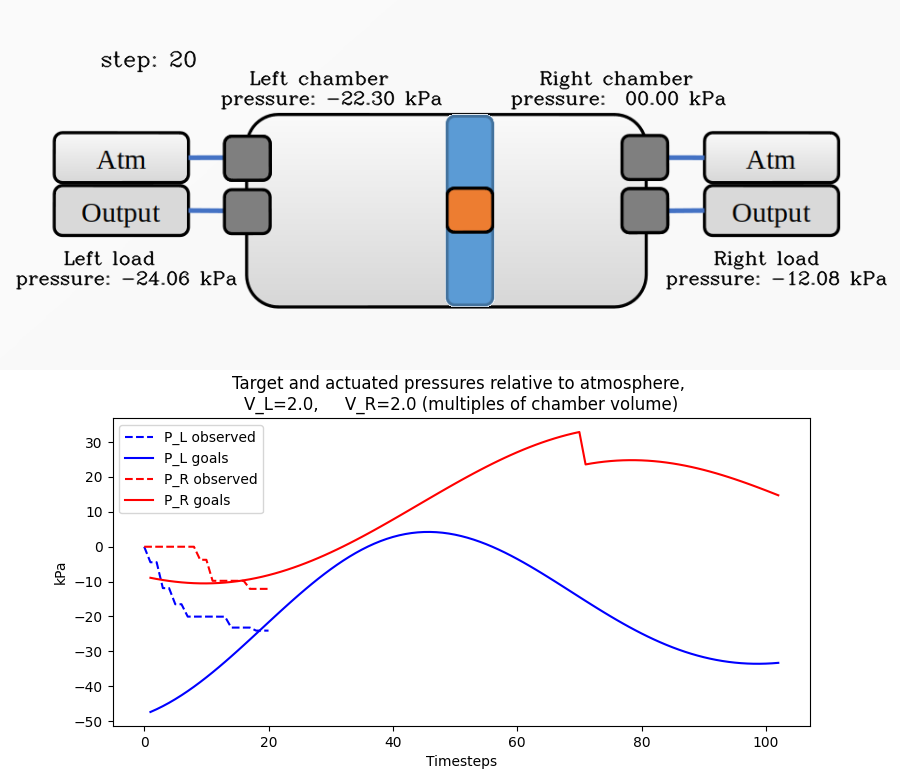 step: 20
Left chamber
pressure: −22.30 kPa
Right chamber
pressure: 00.00 kPa
Atm
Output
Atm
Output
Left load
pressure: −24.06 kPa
Right load
pressure: −12.08 kPa
Target and actuated pressures relative to atmosphere,
V_L=2.0, V_R=2.0 (multiples of chamber volume)
P_L observed
P_L goals
P_R observed
P_R goals
kPa
30
20
10
0
−10
−20
−30
−40
−50
0 20 40 60 80 100
Timesteps